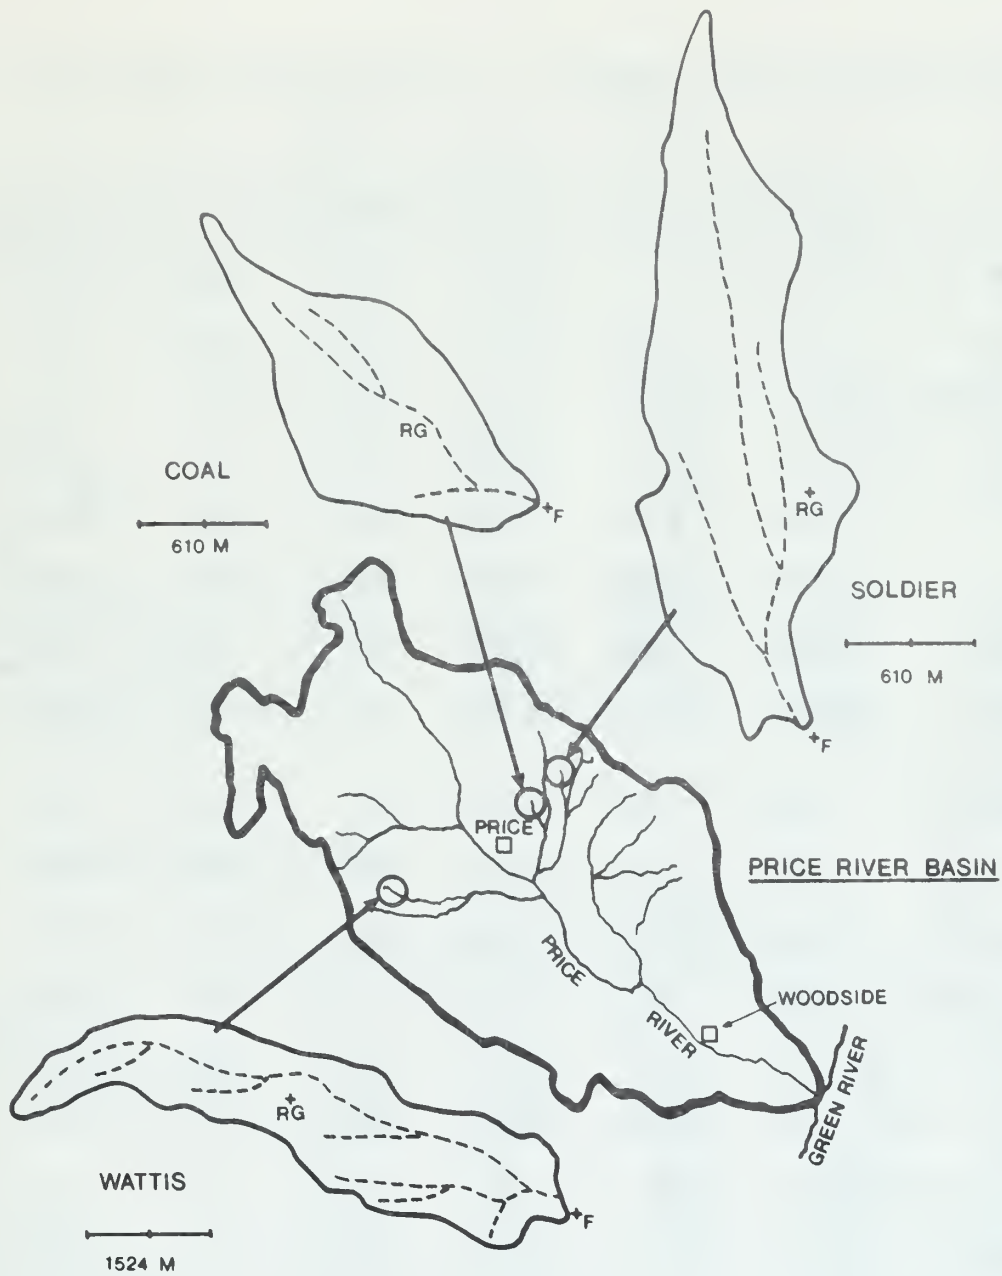 RG
COAL
+F
610 M
+
RG
SOLDIER
610 M
+F
PRICE
PRICE RIVER BASIN
PRICE
RIVER
WOODSIDE
GREEN RIVER
+
RG
WATTIS
+F
1524 M